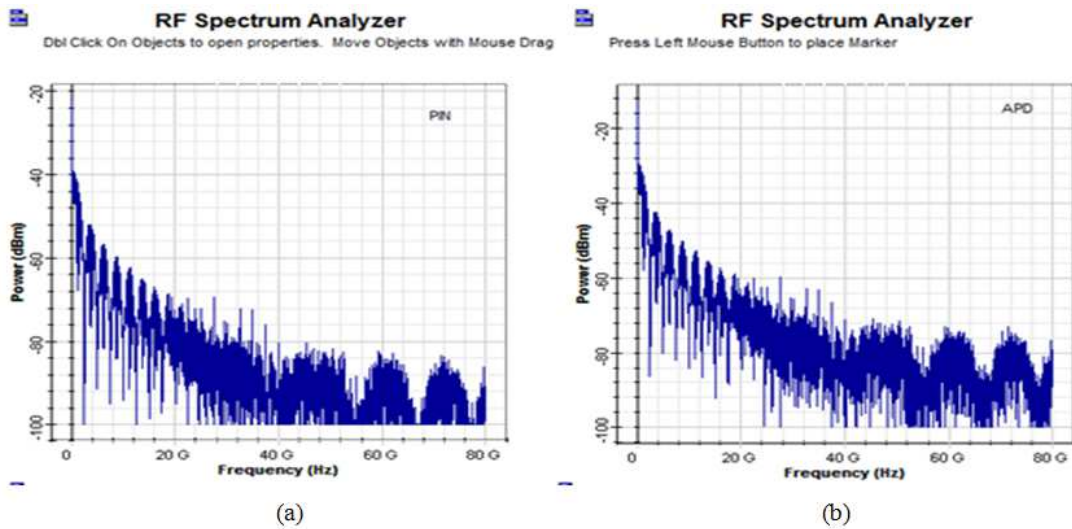 RF Spectrum Analyzer
Dbl Click On Objects to open properties. Move Objects with Mouse Drag
PIN
Power (dBm)
-20
-40
-60
-80
-100
0 20 G 40 G 60 G 80 G
Frequency (Hz)
(a)
RF Spectrum Analyzer
Press Left Mouse Button to place Marker
APD
Power (dBm)
-20
-40
-60
-80
-100
0 20 G 40 G 60 G 80 G
Frequency (Hz)
(b)